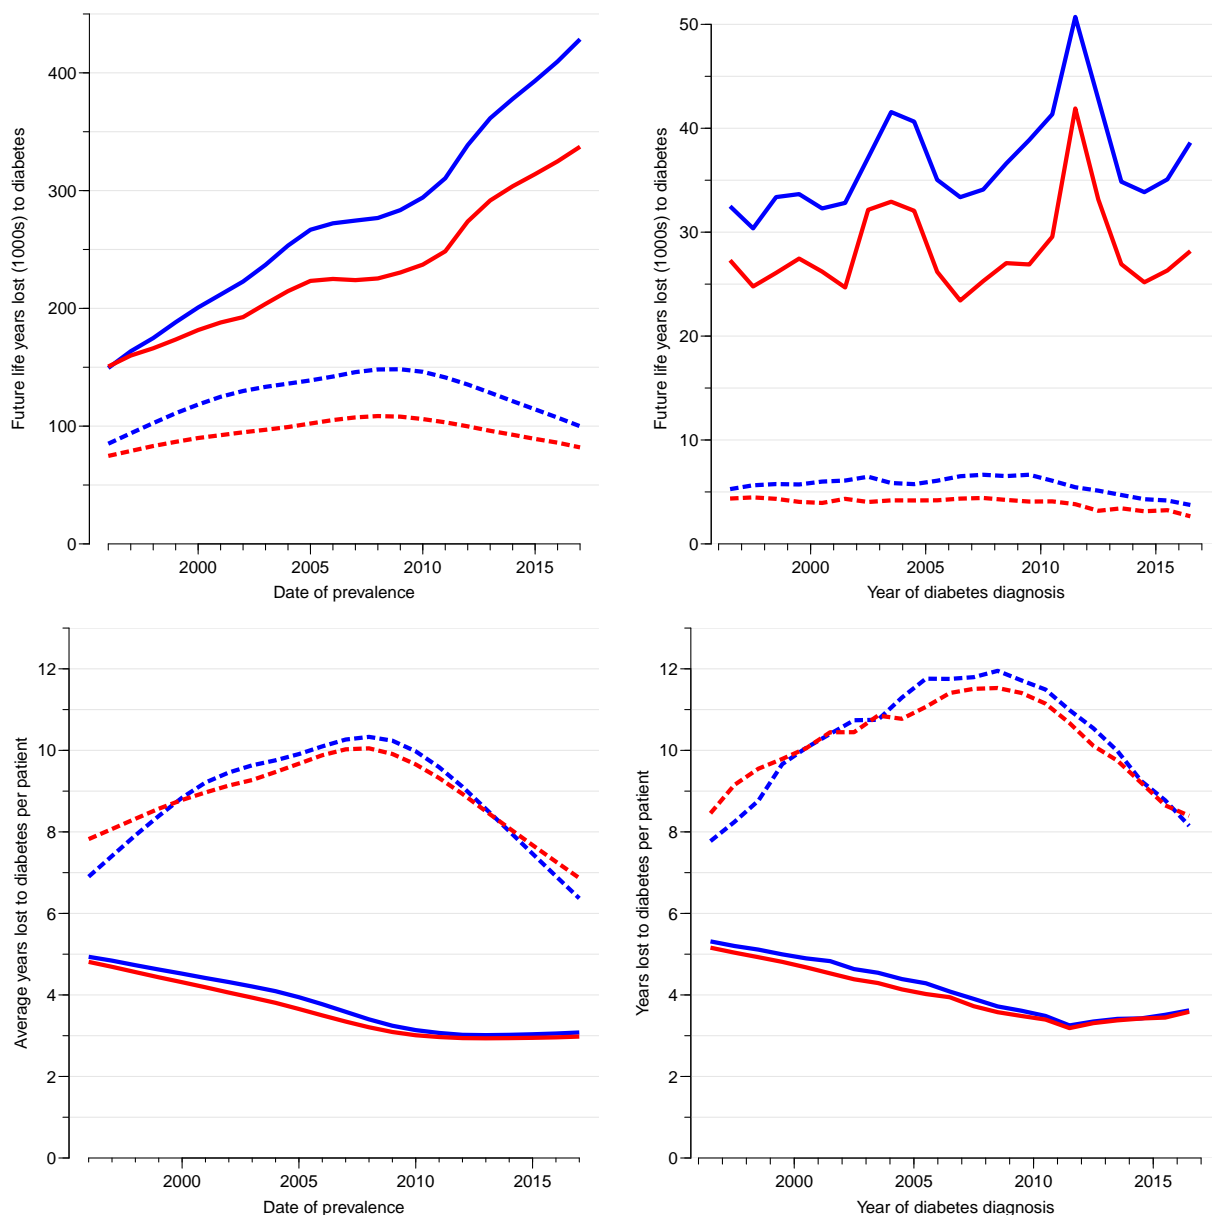 Future life years lost (1000s) to diabetes
400
300
200
100
0
2000 2005 2010 2015
Date of prevalence
Future life years lost (1000s) to diabetes
50
40
30
20
10
0
2000 2005 2010 2015
Year of diabetes diagnosis
Average years lost to diabetes per patient
12
10
8
6
4
2
0
2000 2005 2010 2015
Date of prevalence
Years lost to diabetes per patient
12
10
8
6
4
2
0
2000 2005 2010 2015
Year of diabetes diagnosis